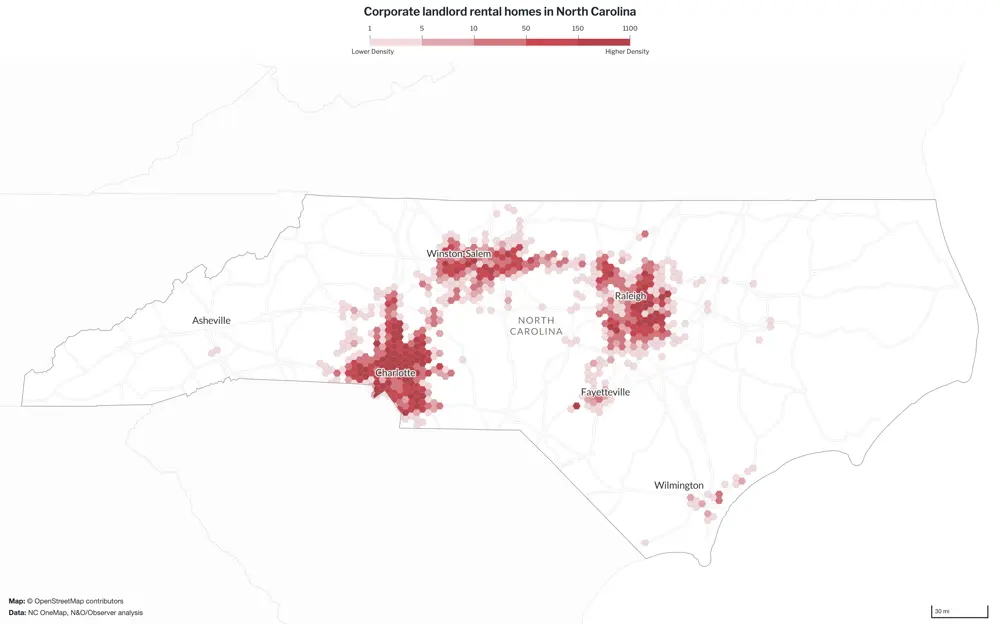 Corporate landlord rental homes in North Carolina
1 5 10 50 150 1100
Lower Density Higher Density
Winston-Salem
Raleigh
Asheville
NORTH
CAROLINA
Charlotte
Fayetteville
Wilmington
Map: © OpenStreetMap contributors
Data: NC OneMap, N&O/Observer analysis
30 mi